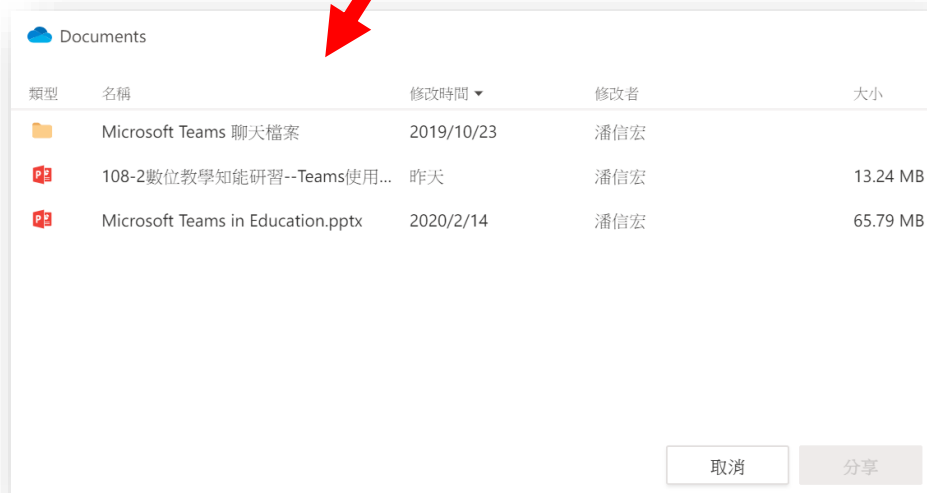 Documents
類型 名稱 修改時間 修改者 大小
Microsoft Teams 聊天檔案 2019/10/23 潘信宏
108-2數位教學知能研習--Teams使用... 昨天 潘信宏 13.24 MB
Microsoft Teams in Education.pptx 2020/2/14 潘信宏 65.79 MB
取消 分享